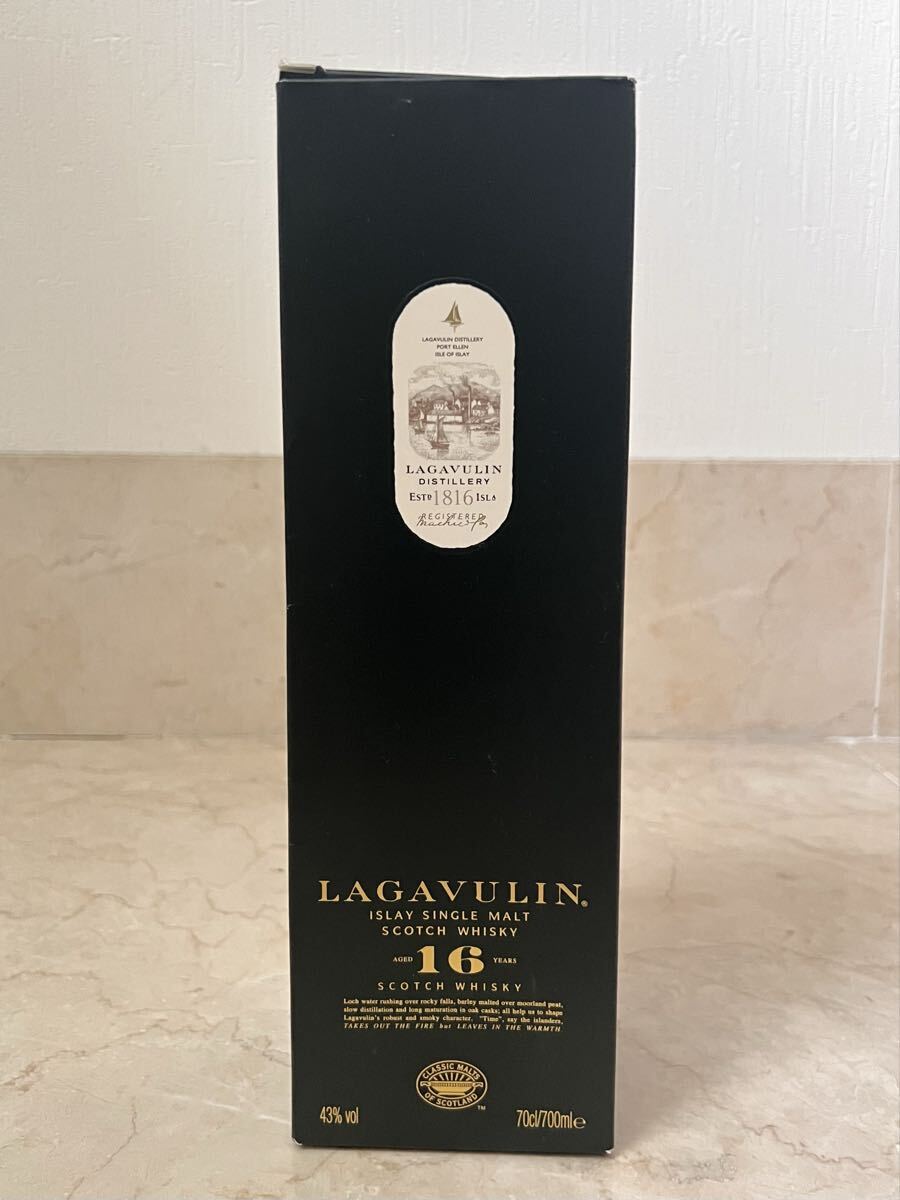 LAGAVULIN DISTILLERY
PORT ELLEN
ISLE OF ISLAY
LAGAVULIN
DISTILLERY
ESTD 1816 ISLA
REGISTERED
LAGAVULIN®
ISLAY SINGLE MALT
SCOTCH WHISKY
AGED 16 YEARS
SCOTCH WHISKY
Loch water rushing over rocky falls, barley malted over moorland peat,
slow distillation and long maturation in oak casks; all help us to shape
Lagavulin's robust and smoky character. "Time", say the islanders,
TAKES OUT THE FIRE but LEAVES IN THE WARMTH
CLASSIC MALTS
OF SCOTLAND
TM
43% vol 70cl/700ml℮